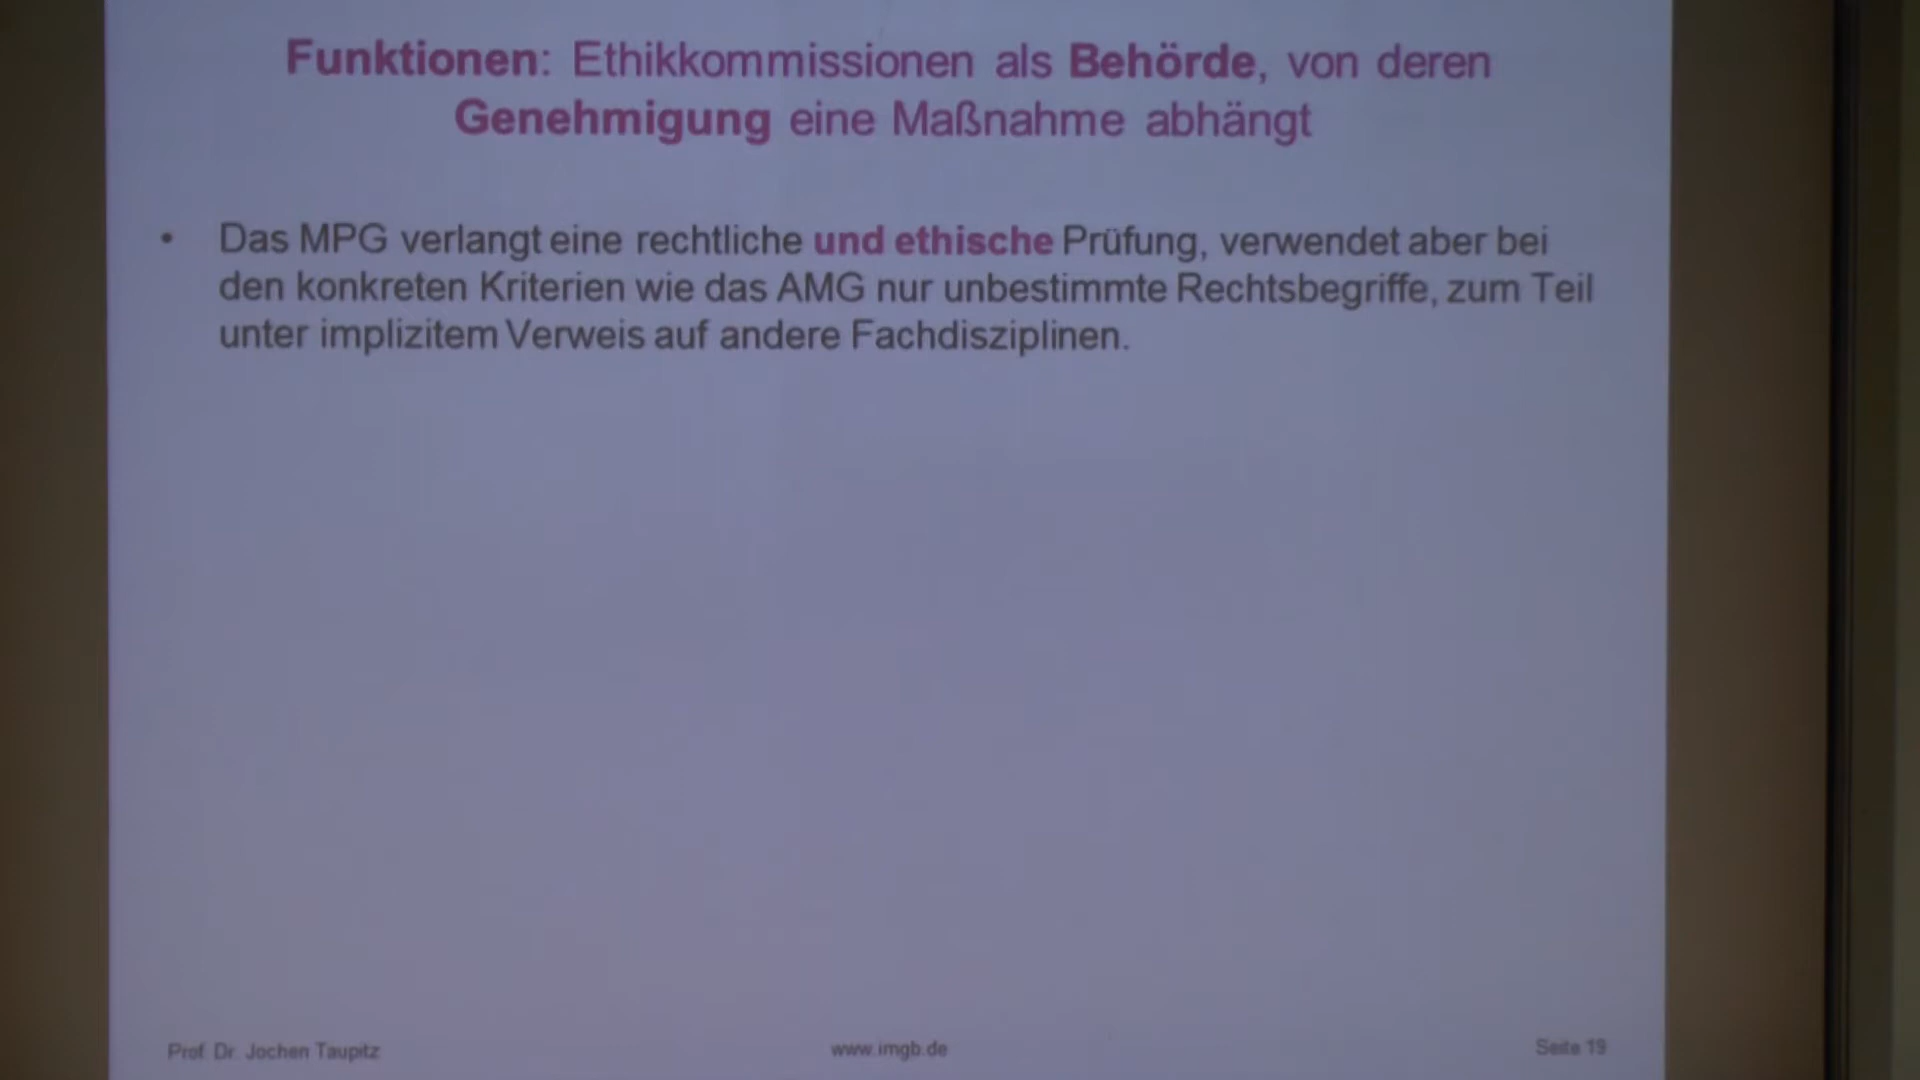 Funktionen: Ethikkommissionen als Behörde, von deren
Genehmigung eine Maßnahme abhängt
• Das MPG verlangt eine rechtliche und ethische Prüfung, verwendet aber bei
den konkreten Kriterien wie das AMG nur unbestimmte Rechtsbegriffe, zum Teil
unter implizitem Verweis auf andere Fachdisziplinen.
Prof. Dr. Jochen Taupitz
www.imgb.de
Seite 19